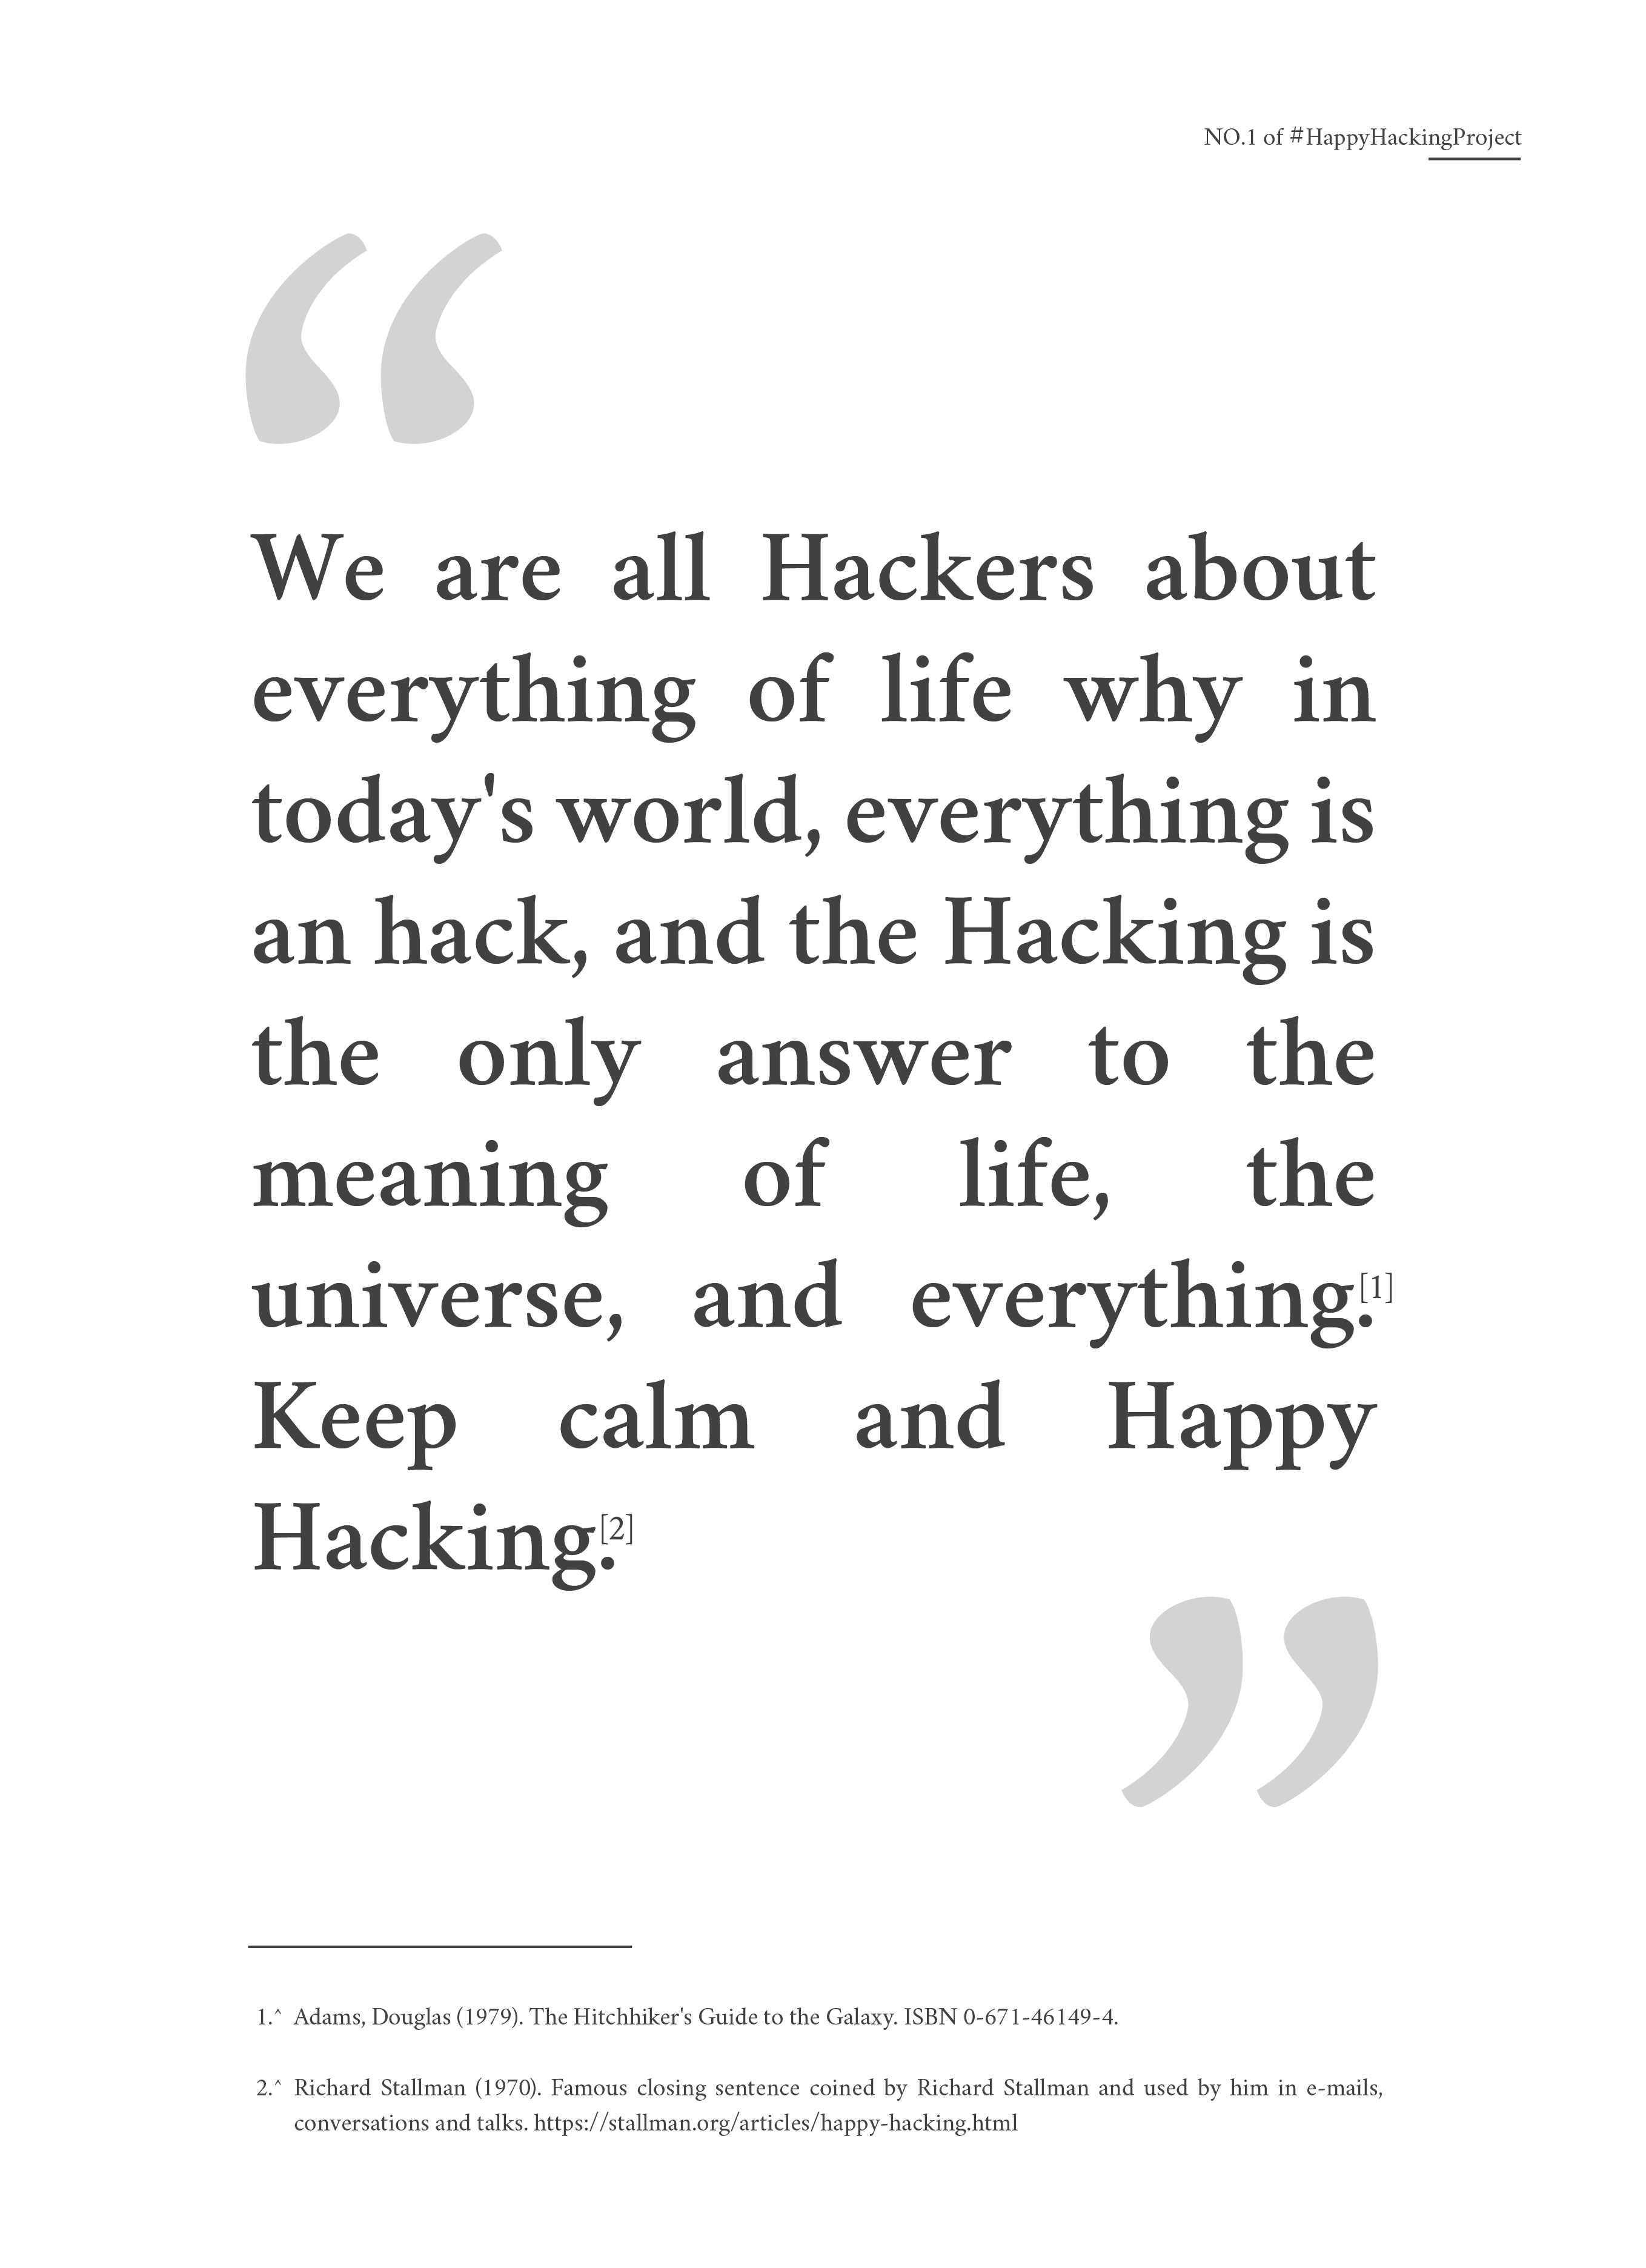 NO.1 of #HappyHackingProject
“
We are all Hackers about
everything of life why in
today's world, everything is
an hack, and the Hacking is
the only answer to the
meaning of life, the
universe, and everything.[1]
Keep calm and Happy
Hacking.[2]
”
1.^ Adams, Douglas (1979). The Hitchhiker's Guide to the Galaxy. ISBN 0-671-46149-4.
2.^ Richard Stallman (1970). Famous closing sentence coined by Richard Stallman and used by him in e-mails,
conversations and talks. https://stallman.org/articles/happy-hacking.html